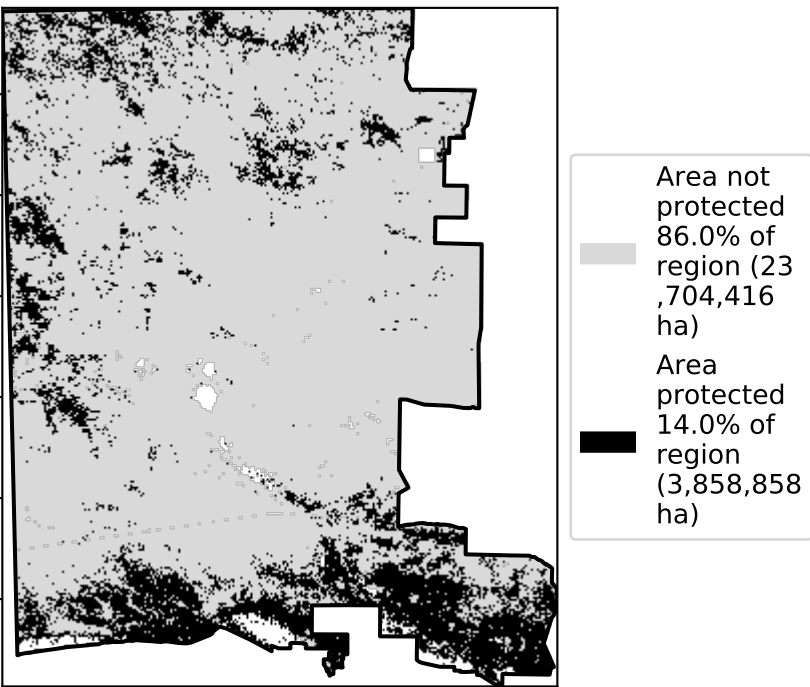 Area not
protected
86.0% of
region (23
,704,416
ha)
Area
protected
14.0% of
region
(3,858,858
ha)